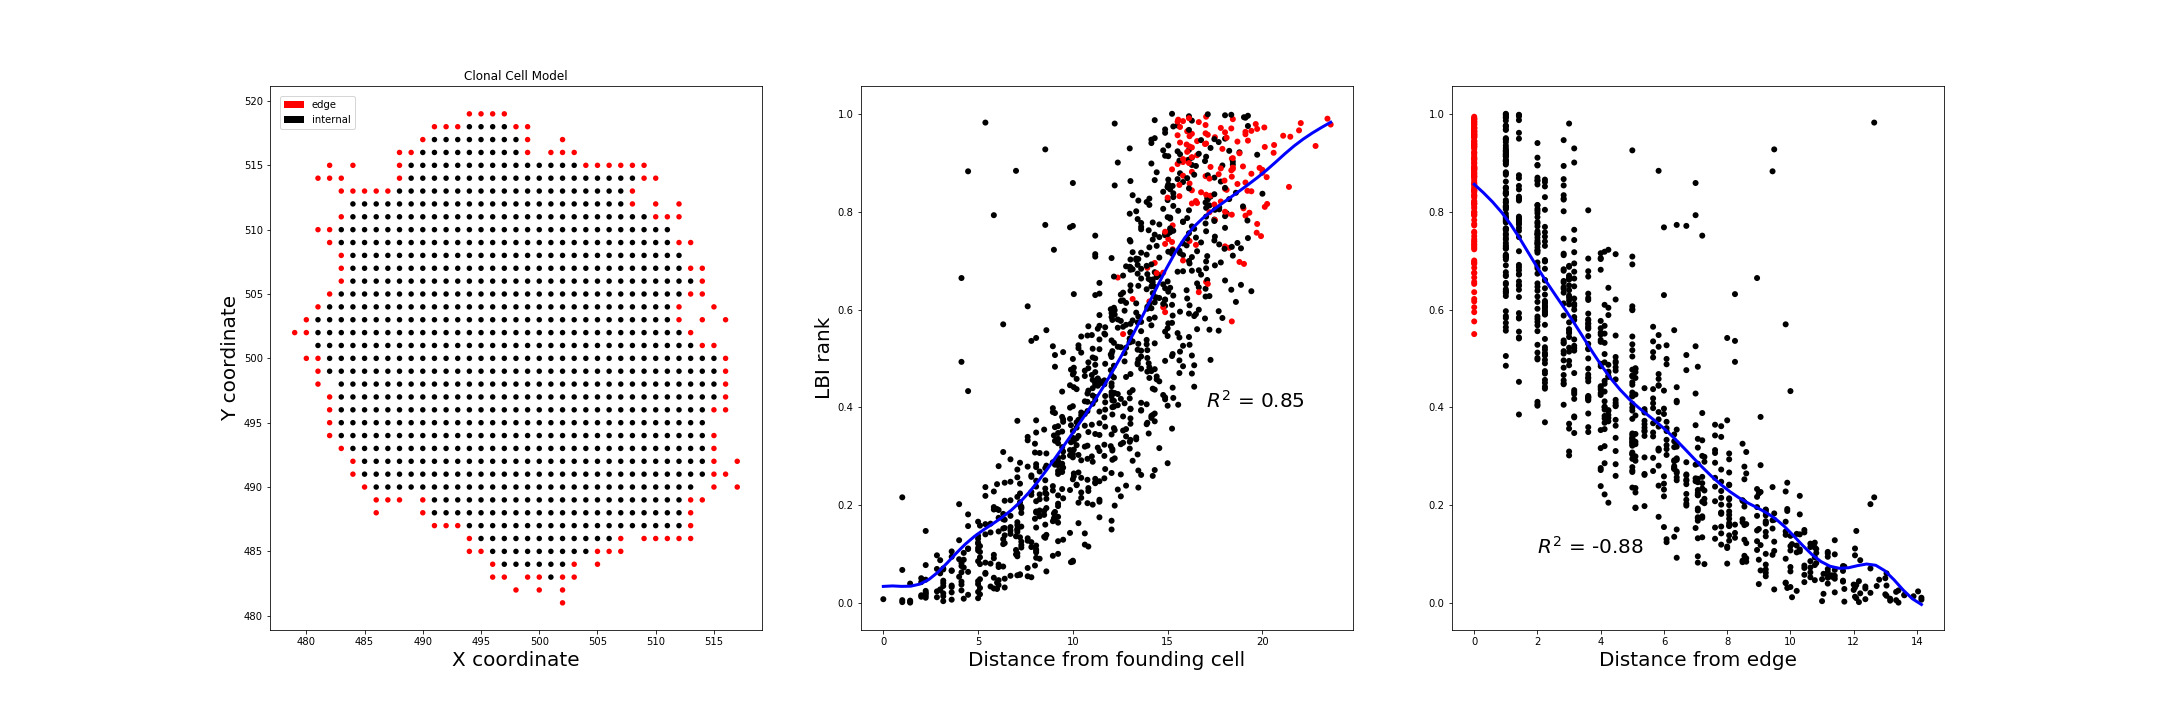 Clonal Cell Model
edge
internal
520
515
510
505
500
495
490
485
480
Y coordinate
480 485 490 495 500 505 510 515
X coordinate
1.0
0.8
0.6
0.4
0.2
0.0
LBI rank
R² = 0.85
0 5 10 15 20
Distance from founding cell
1.0
0.8
0.6
0.4
0.2
0.0
R² = -0.88
0 2 4 6 8 10 12 14
Distance from edge